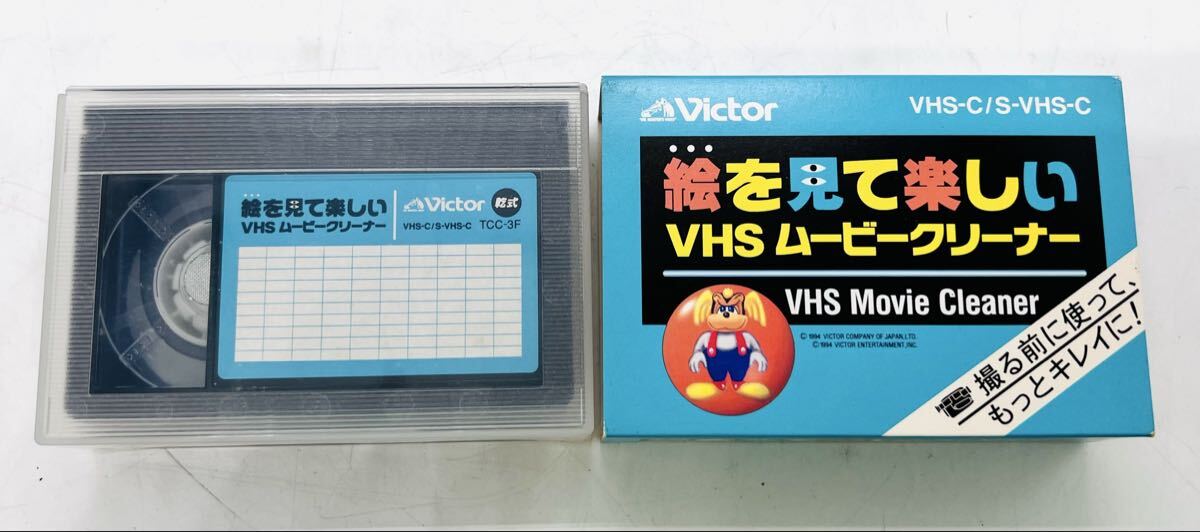 絵を見て楽しい
VHS ムービークリーナー
Victor
乾式
VHS-C/S-VHS-C TCC-3F
Victor
VHS-C/S-VHS-C
絵を見て楽しい
VHS ムービークリーナー
VHS Movie Cleaner
© 1994 VICTOR COMPANY OF JAPAN, LTD.
© 1994 VICTOR ENTERTAINMENT, INC.
撮る前に使って、
もっとキレイに!